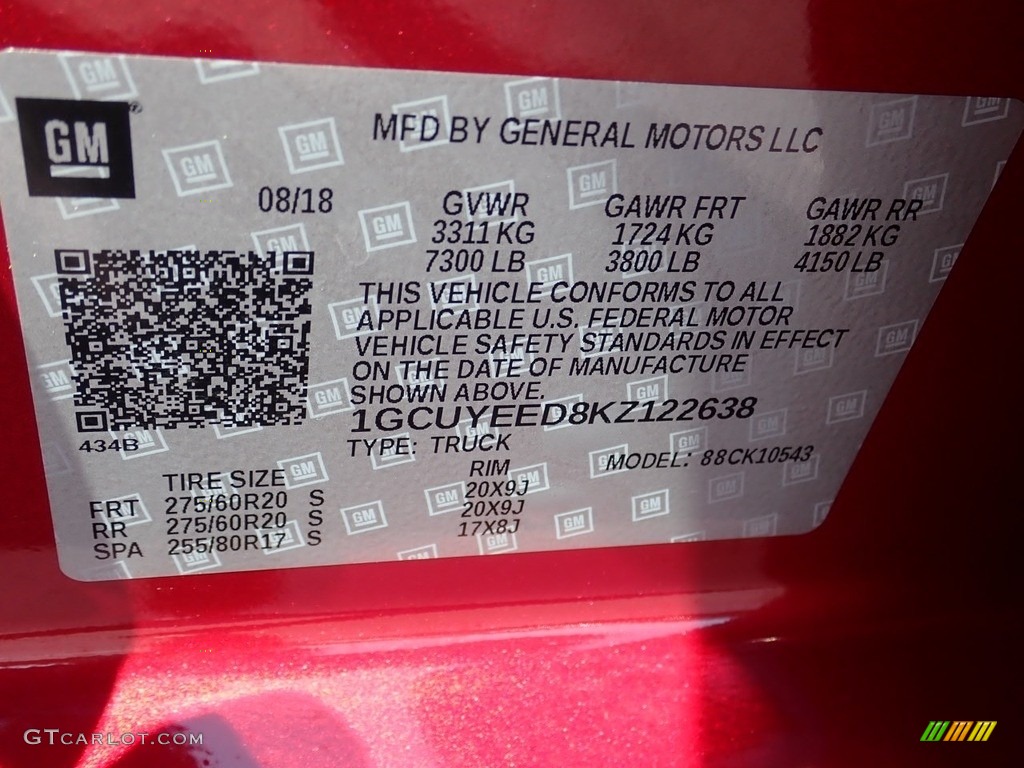 GM
MFD BY GENERAL MOTORS LLC
08/18 GVWR GAWR FRT GAWR RR
3311 KG 1724 KG 1882 KG
7300 LB 3800 LB 4150 LB
THIS VEHICLE CONFORMS TO ALL
APPLICABLE U.S. FEDERAL MOTOR
VEHICLE SAFETY STANDARDS IN EFFECT
ON THE DATE OF MANUFACTURE
SHOWN ABOVE.
1GCUYEED8KZ122638
434B
TYPE: TRUCK MODEL: 88CK10543
TIRE SIZE RIM
FRT 275/60R20 S 20X9J
RR 275/60R20 S 20X9J
SPA 255/80R17 S 17X8J
GTCARLOT.COM